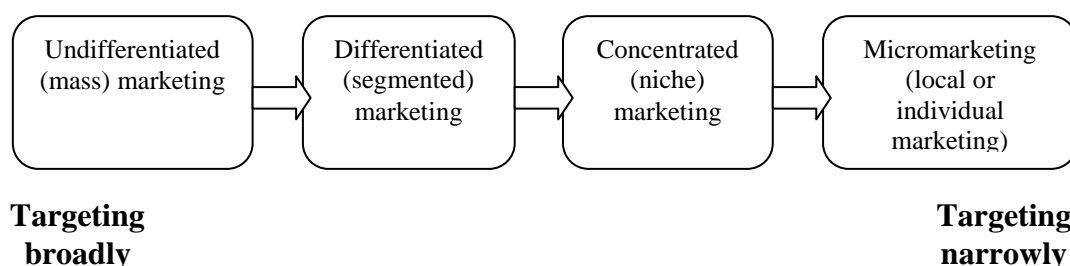 Undifferentiated
(mass) marketing
Differentiated
(segmented)
marketing
Concentrated
(niche)
marketing
Micromarketing
(local or
individual
marketing)
Targeting
broadly
Targeting
narrowly